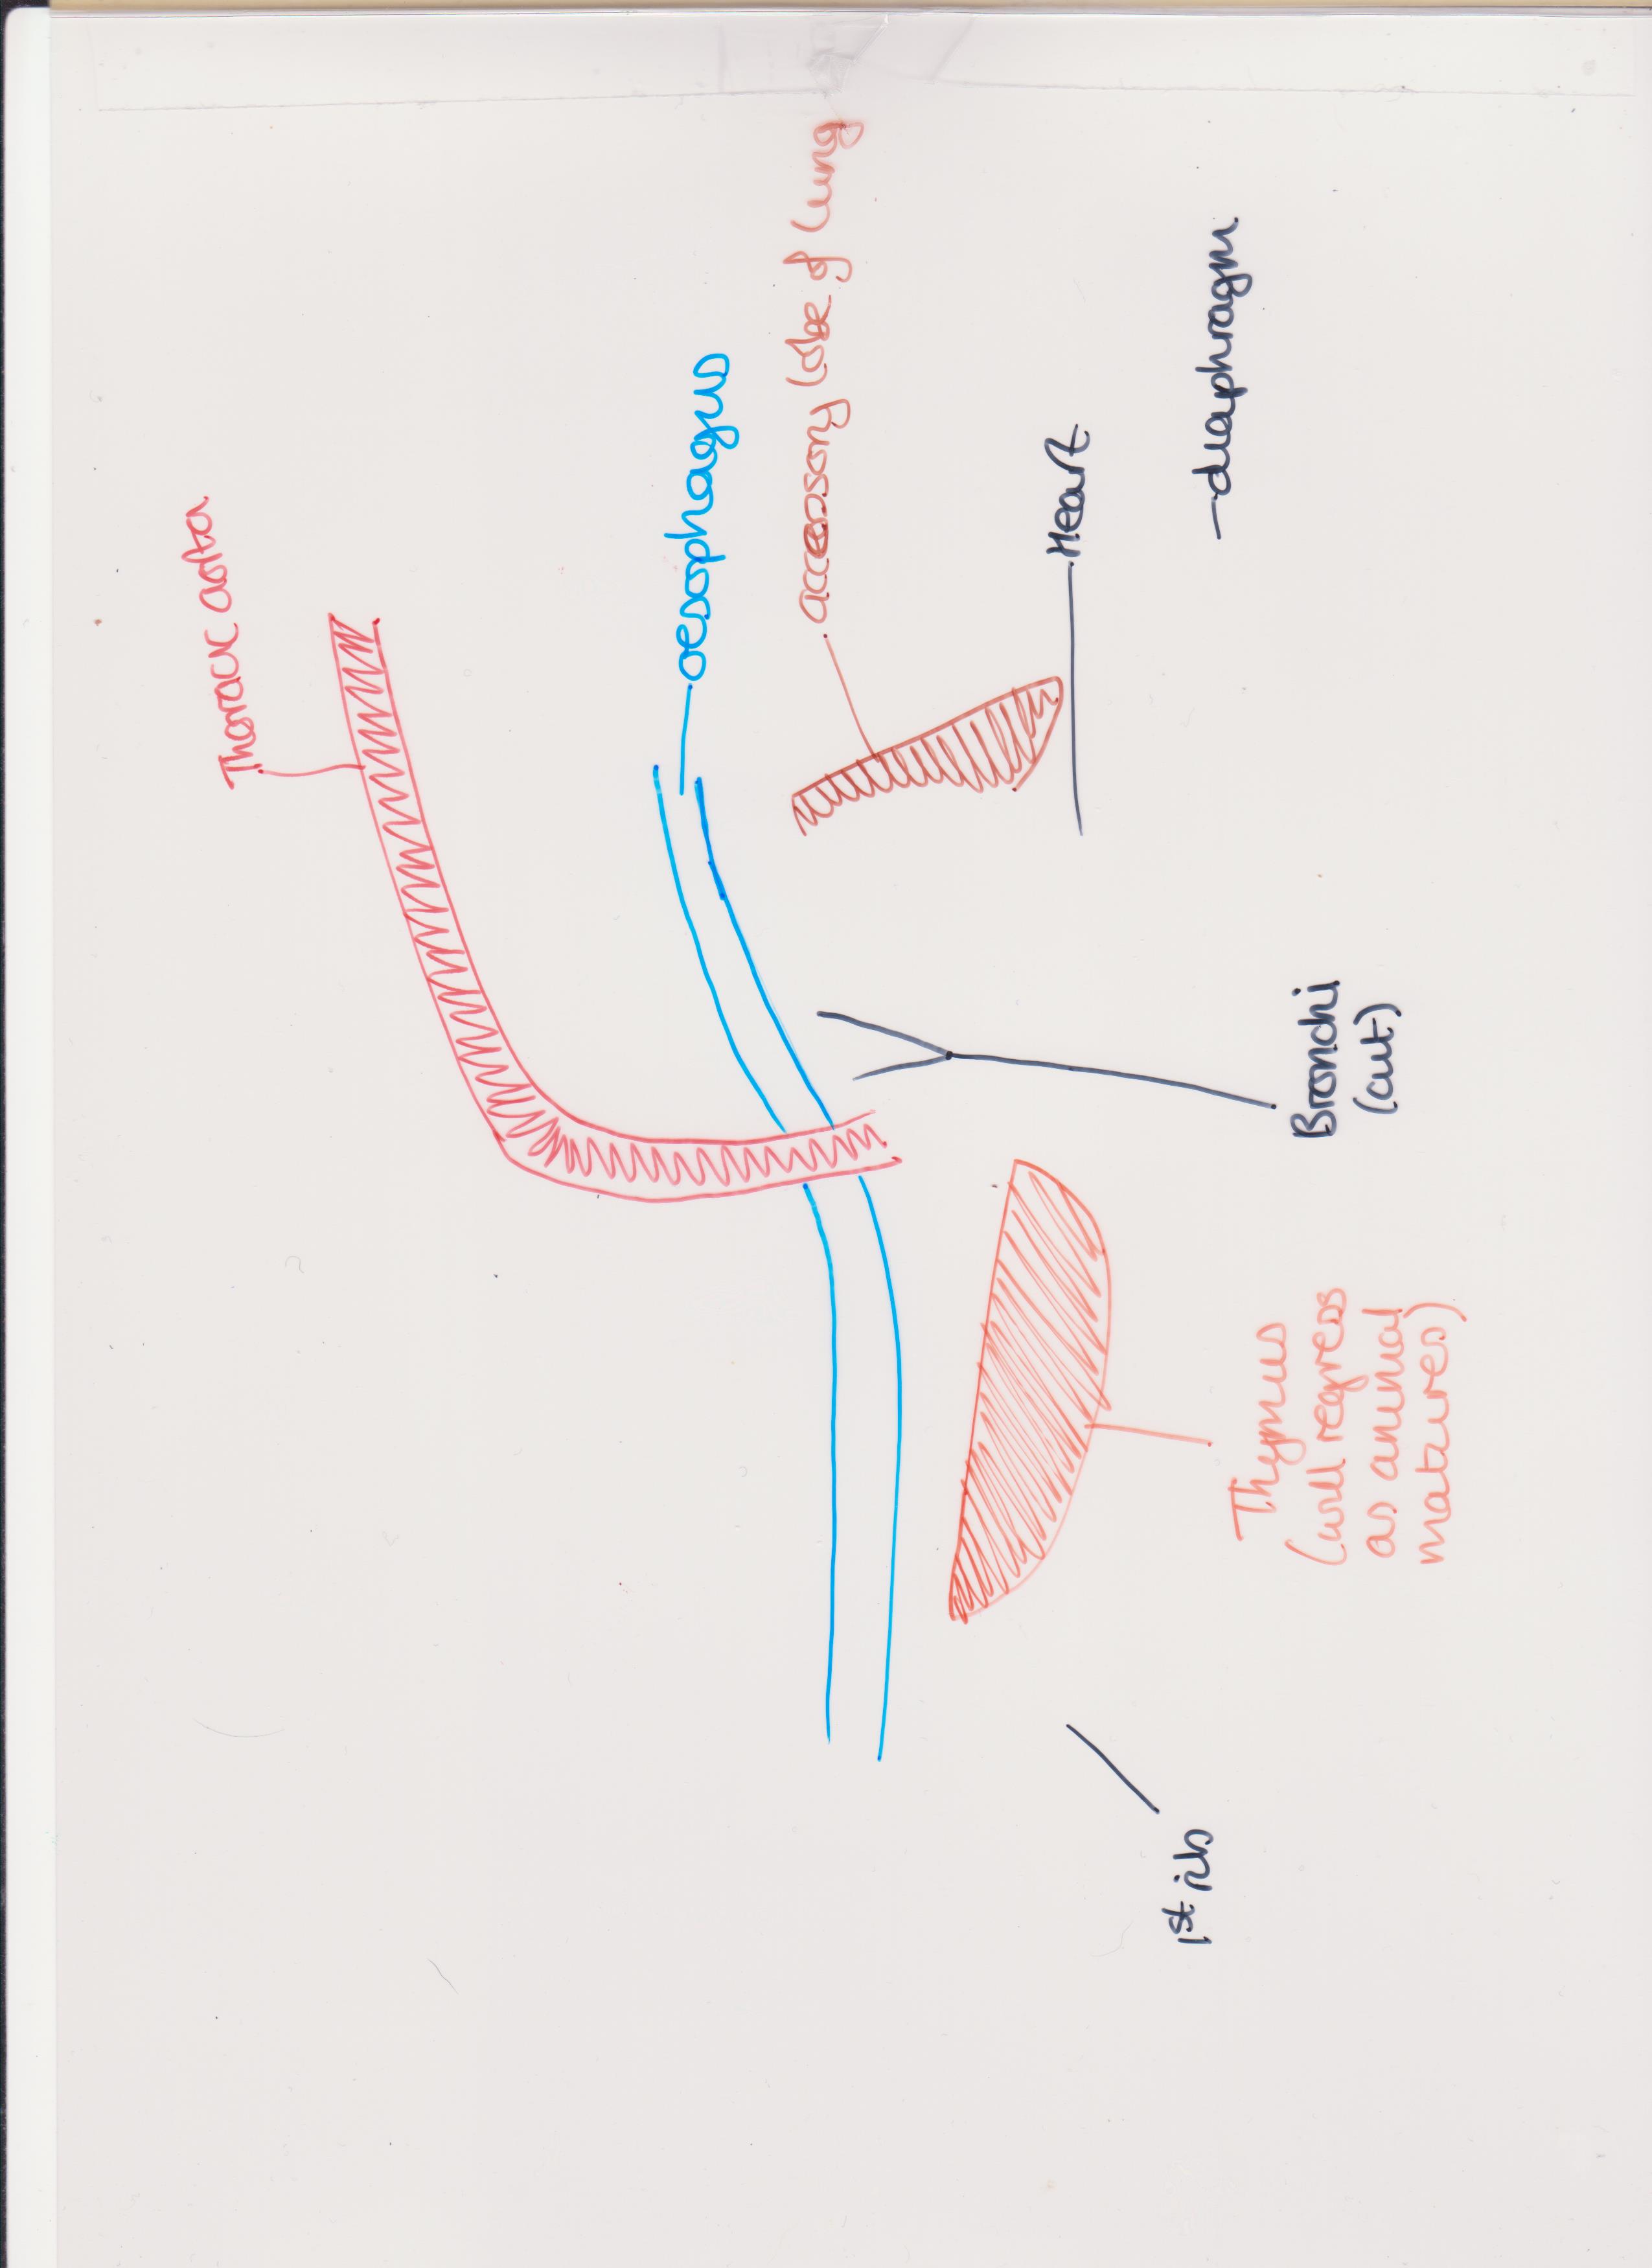 Thoracic aorta
oesophagus
accessory lobe of lung
Heart
diaphragm
Bronchi
(cut)
Thymus
(will regress
as animal
matures)
1st rib